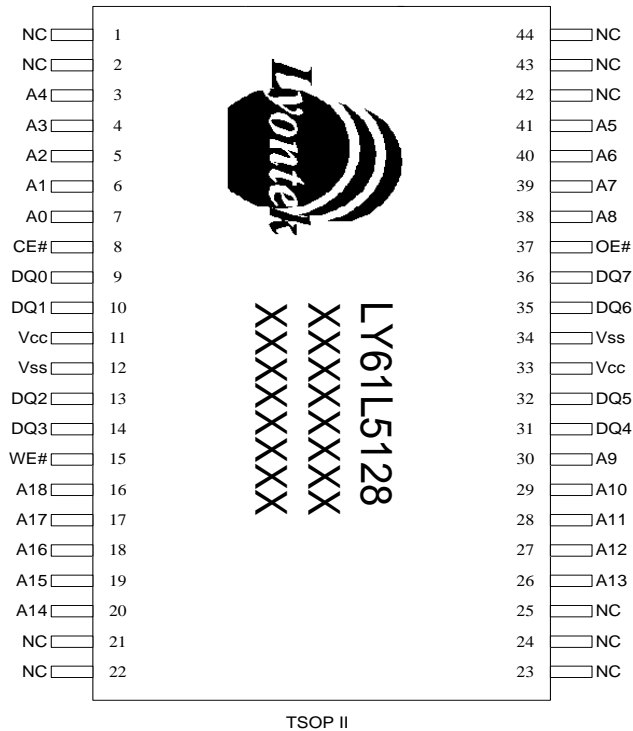 NC 1 44 NC
NC 2 43 NC
A4 3 42 NC
A3 4 41 A5
A2 5 40 A6
A1 6 39 A7
A0 7 38 A8
CE# 8 37 OE#
DQ0 9 36 DQ7
DQ1 10 35 DQ6
Vcc 11 34 Vss
Vss 12 33 Vcc
DQ2 13 32 DQ5
DQ3 14 31 DQ4
WE# 15 30 A9
A18 16 29 A10
A17 17 28 A11
A16 18 27 A12
A15 19 26 A13
A14 20 25 NC
NC 21 24 NC
NC 22 23 NC
Lyontek
LY61L5128
XXXXXXXX
XXXXXXXX
TSOP II